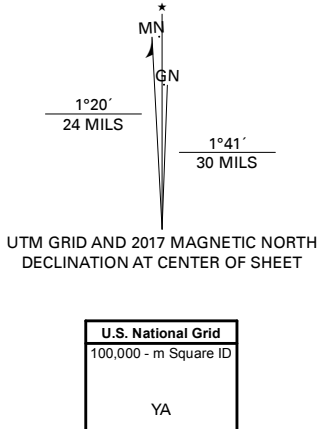 ★
MN
GN
1°20´
24 MILS
1°41´
30 MILS
UTM GRID AND 2017 MAGNETIC NORTH
DECLINATION AT CENTER OF SHEET
U.S. National Grid
100,000 - m Square ID
YA